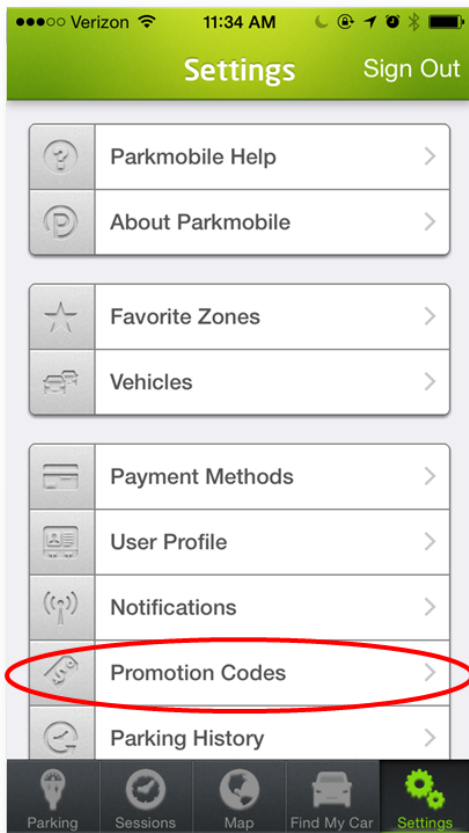 Verizon 11:34 AM
Settings Sign Out
Parkmobile Help
About Parkmobile
Favorite Zones
Vehicles
Payment Methods
User Profile
Notifications
Promotion Codes
Parking History
Parking Sessions Map Find My Car Settings